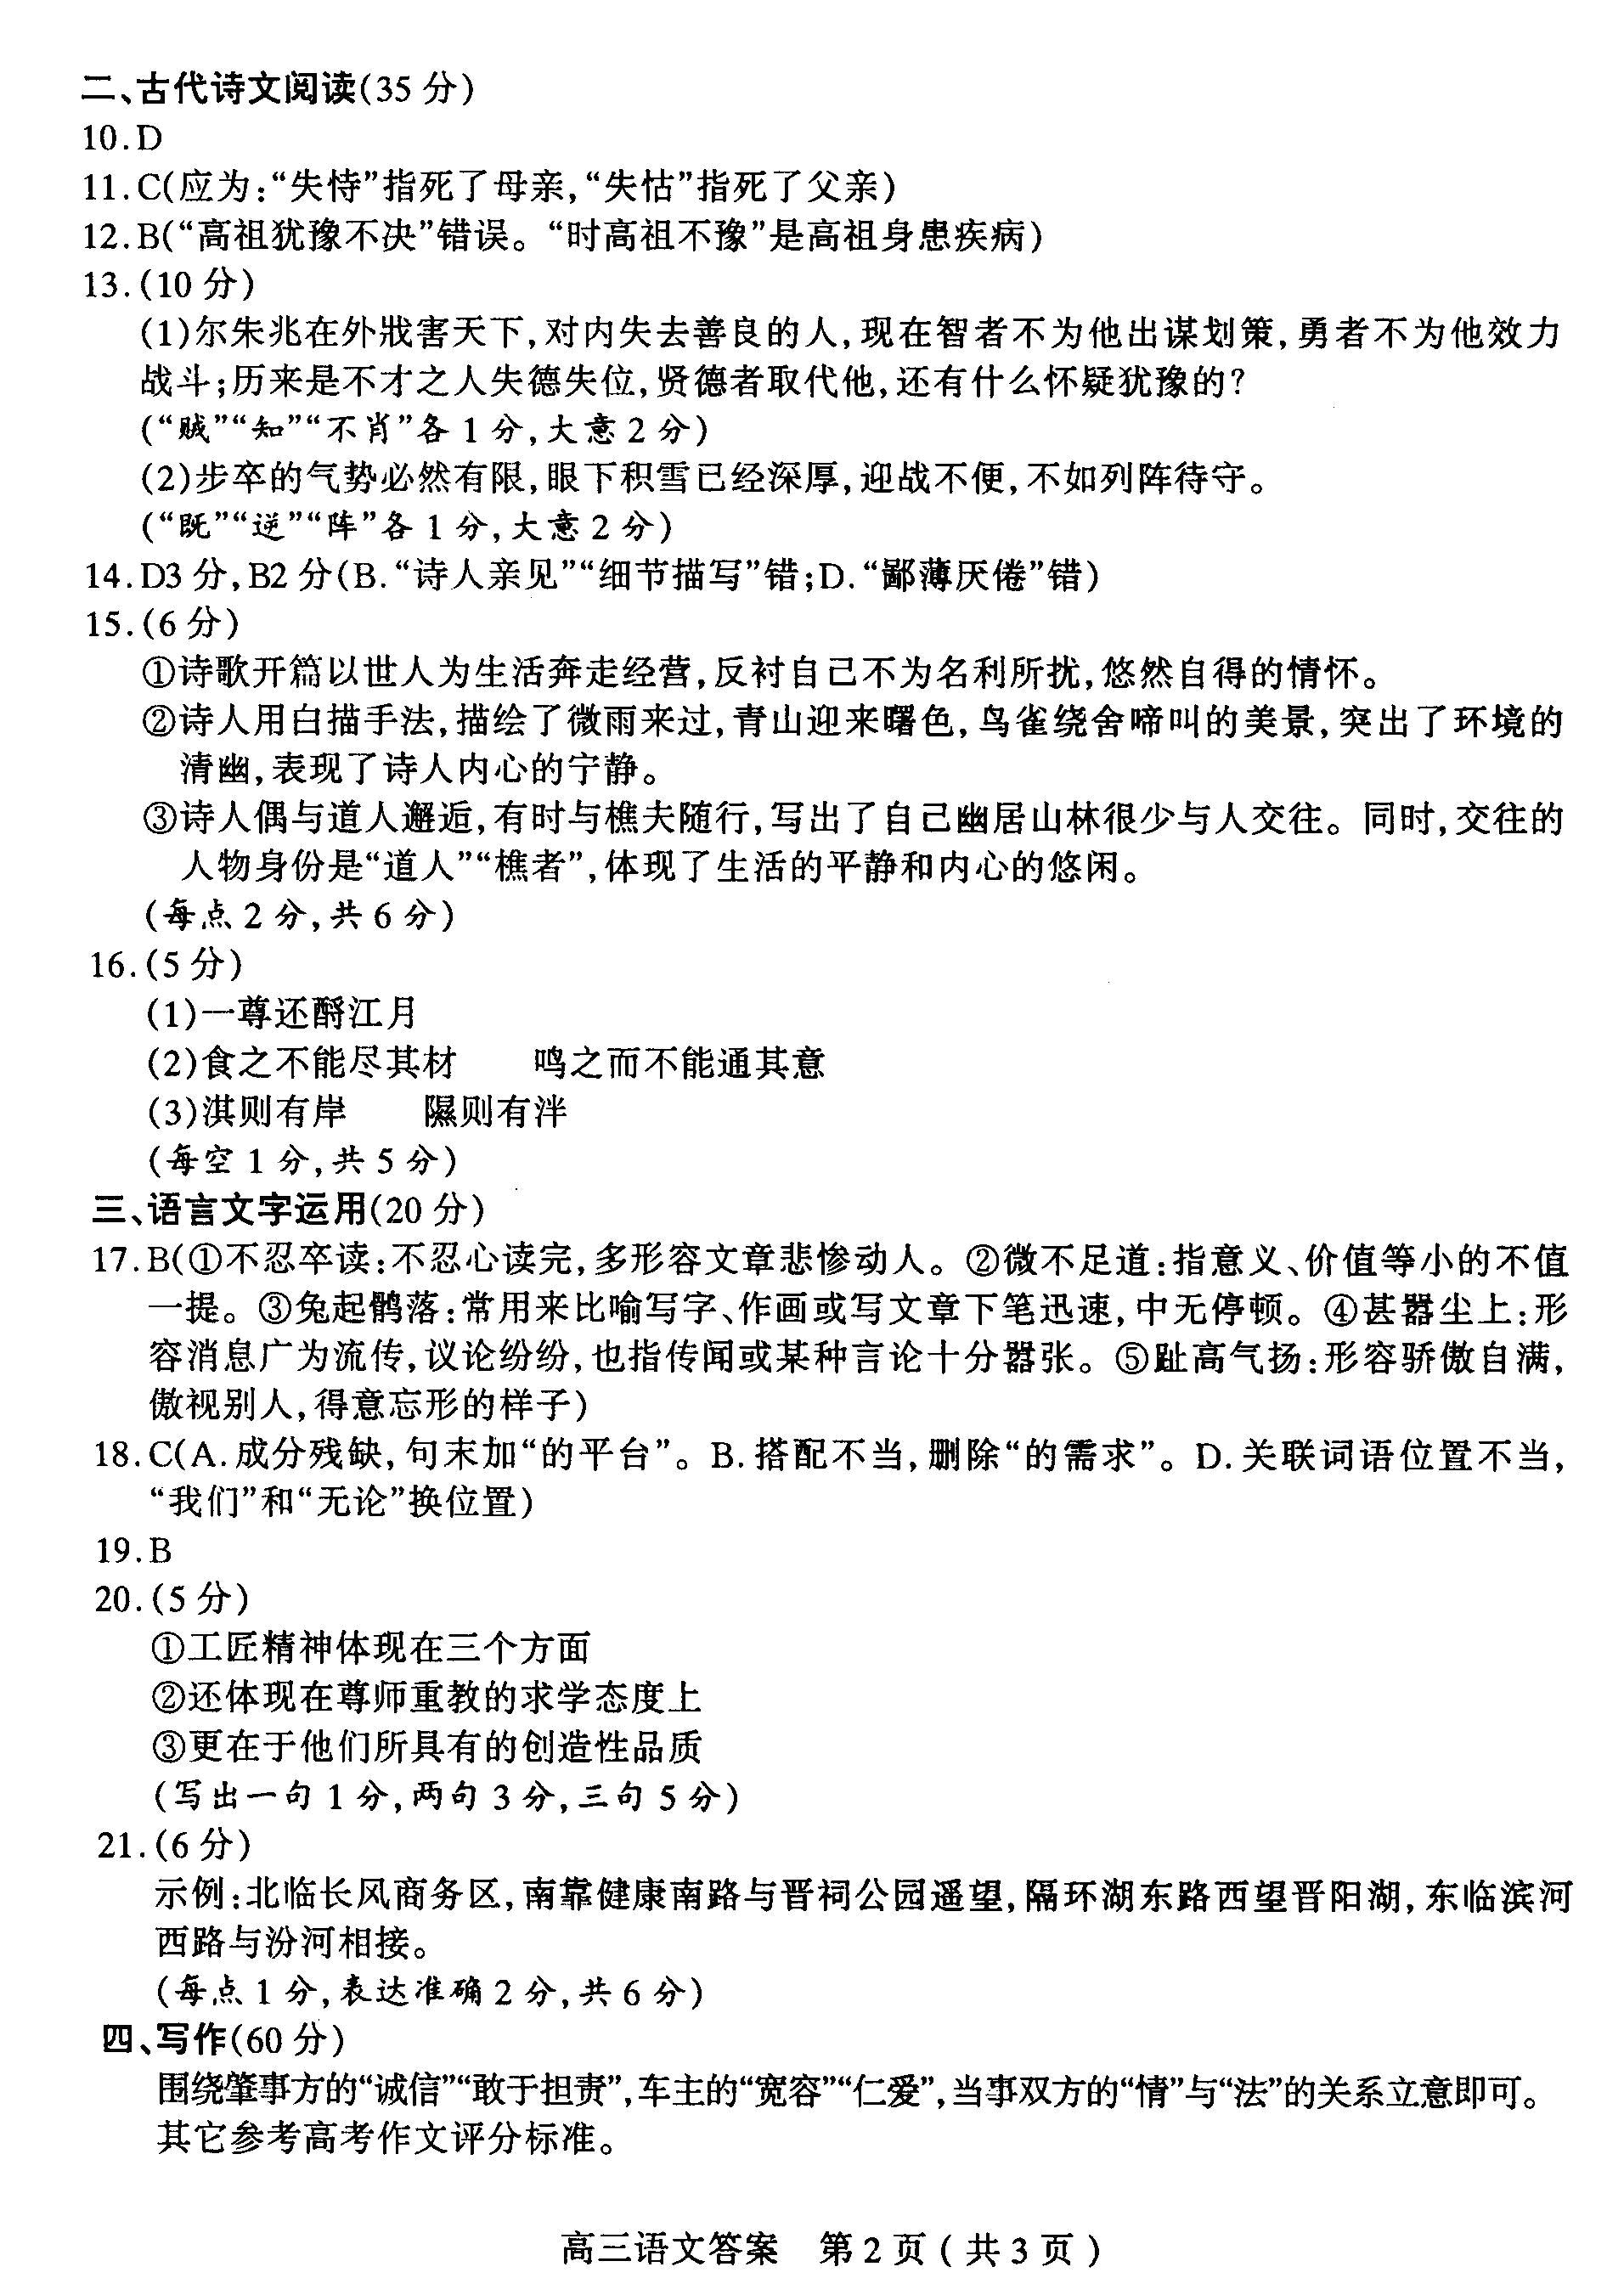 二、古代诗文阅读(35 分)
10.D
11.C(应为:“失恃”指死了母亲,“失怙”指死了父亲)
12.B(“高祖犹豫不决”错误。“时高祖不豫”是高祖身患疾病)
13.(10 分)
(1)尔朱兆在外戕害天下,对内失去善良的人,现在智者不为他出谋划策,勇者不为他效力
战斗;历来是不才之人失德失位,贤德者取代他,还有什么怀疑犹豫的?
(“贼”“知”“不肖”各 1 分,大意 2 分)
(2)步卒的气势必然有限,眼下积雪已经深厚,迎战不便,不如列阵待守。
(“既”“逆”“阵”各 1 分,大意 2 分)
14.D3 分,B2 分(B.“诗人亲见”“细节描写”错;D.“鄙薄厌倦”错)
15.(6 分)
①诗歌开篇以世人为生活奔走经营,反衬自己不为名利所扰,悠然自得的情怀。
②诗人用白描手法,描绘了微雨来过,青山迎来曙色,鸟雀绕舍啼叫的美景,突出了环境的
清幽,表现了诗人内心的宁静。
③诗人偶与道人邂逅,有时与樵夫随行,写出了自己幽居山林很少与人交往。同时,交往的
人物身份是“道人”“樵者”,体现了生活的平静和内心的悠闲。
(每点 2 分,共 6 分)
16.(5 分)
(1)一尊还酹江月
(2)食之不能尽其材  鸣之而不能通其意
(3)淇则有岸  隰则有泮
(每空 1 分,共 5 分)
三、语言文字运用(20 分)
17.B(①不忍卒读:不忍心读完,多形容文章悲惨动人。②微不足道:指意义、价值等小的不值
一提。③兔起鹘落:常用来比喻写字、作画或写文章下笔迅速,中无停顿。④甚嚣尘上:形
容消息广为流传,议论纷纷,也指传闻或某种言论十分嚣张。⑤趾高气扬:形容骄傲自满,
傲视别人,得意忘形的样子)
18.C(A.成分残缺,句末加“的平台”。B.搭配不当,删除“的需求”。D.关联词语位置不当,
“我们”和“无论”换位置)
19.B
20.(5 分)
①工匠精神体现在三个方面
②还体现在尊师重教的求学态度上
③更在于他们所具有的创造性品质
(写出一句 1 分,两句 3 分,三句 5 分)
21.(6 分)
示例:北临长风商务区,南靠健康南路与晋祠公园遥望,隔环湖东路西望晋阳湖,东临滨河
西路与汾河相接。
(每点 1 分,表达准确 2 分,共 6 分)
四、写作(60 分)
围绕肇事方的“诚信”“敢于担责”,车主的“宽容”“仁爱”,当事双方的“情”与“法”的关系立意即可。
其它参考高考作文评分标准。
高三语文答案 第 2 页 ( 共 3 页 )